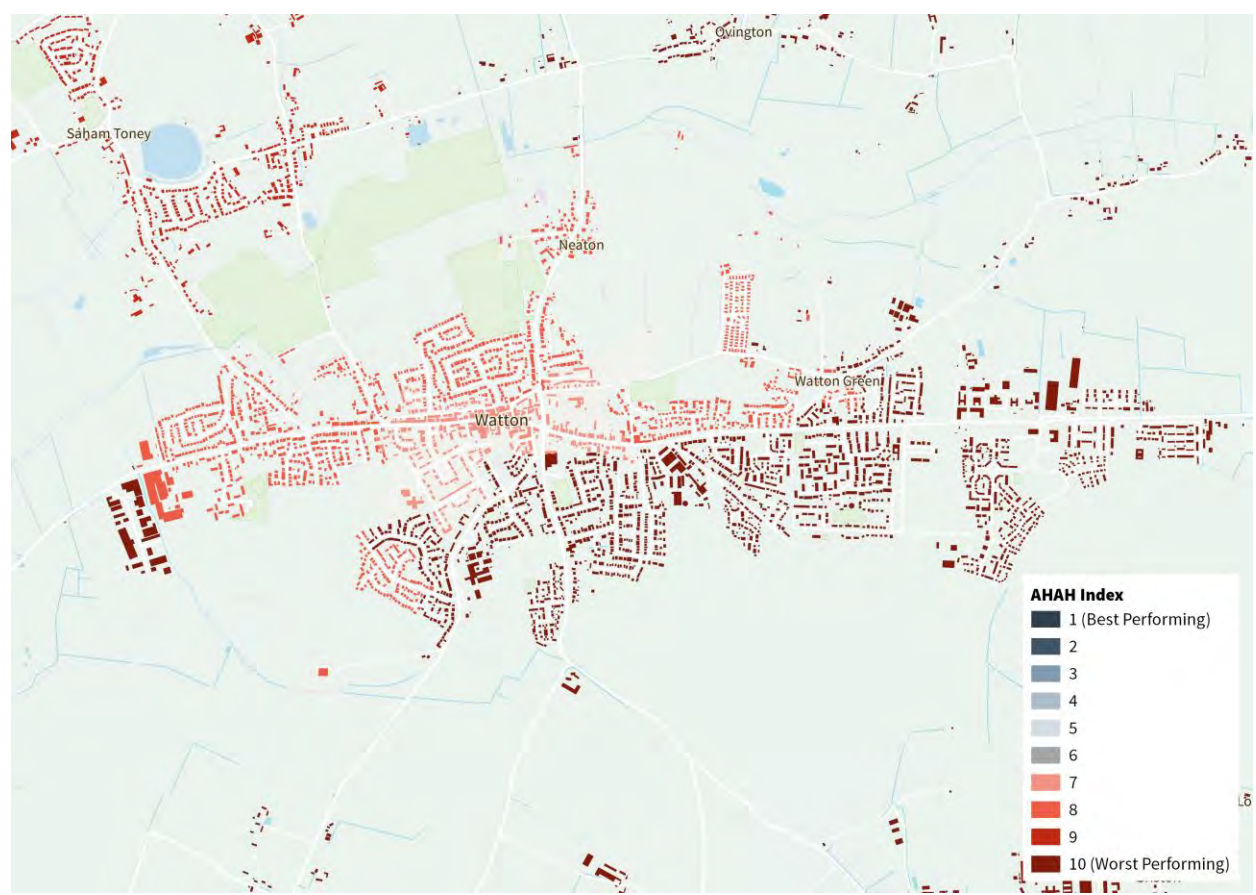 Ovington
Saham Toney
Neaton
Watton Green
Watton
AHAH Index
1 (Best Performing)
2
3
4
5
6
7
8
9
10 (Worst Performing)
Lo